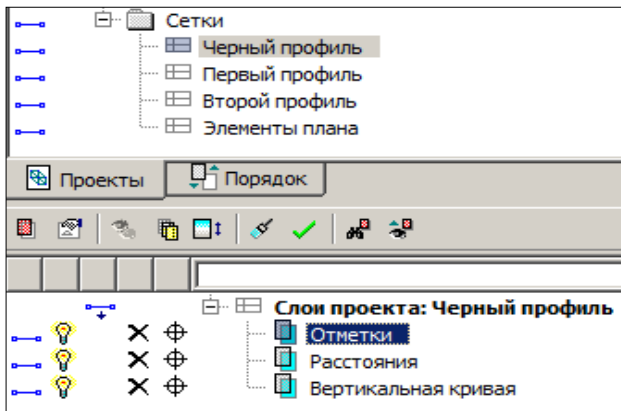 Сетки
Черный профиль
Первый профиль
Второй профиль
Элементы плана
Проекты Порядок
Слои проекта: Черный профиль
Отметки
Расстояния
Вертикальная кривая